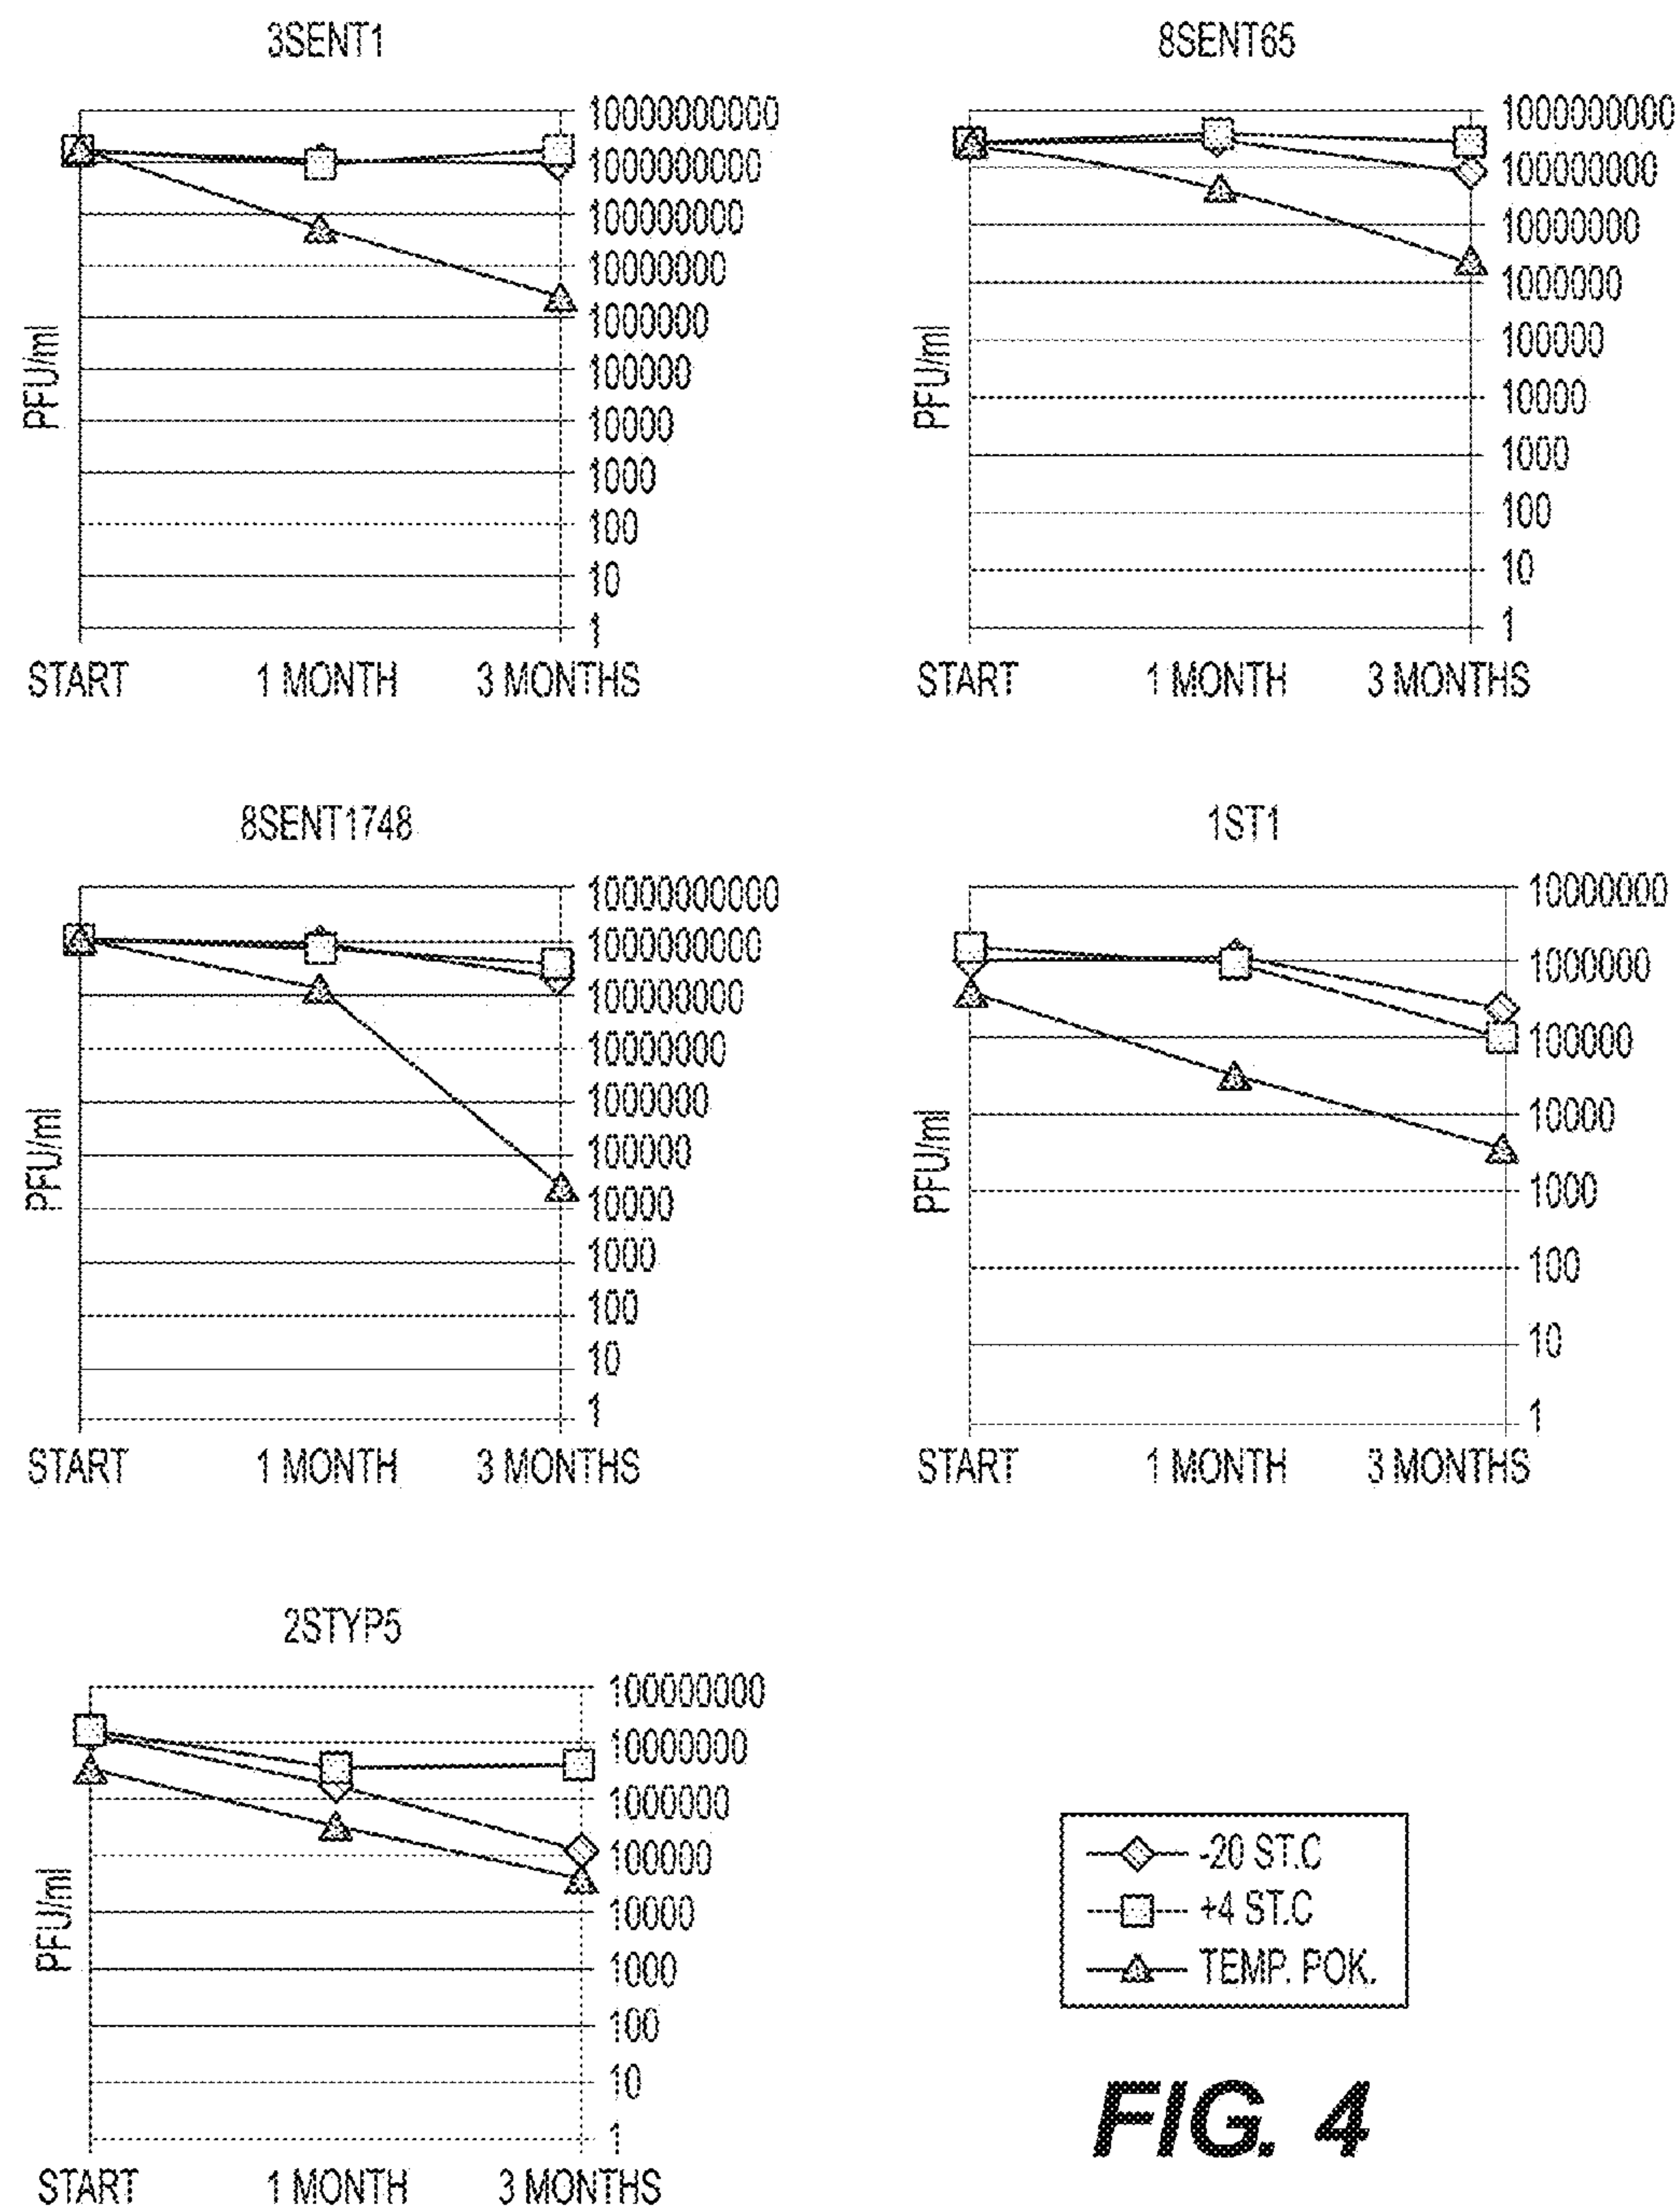 3SENT1
10000000000
1000000000
100000000
10000000
1000000
100000
10000
1000
100
10
1
PFU/ml
START 1 MONTH 3 MONTHS
8SENT65
1000000000
100000000
10000000
1000000
100000
10000
1000
100
10
1
PFU/ml
START 1 MONTH 3 MONTHS
8SENT1748
10000000000
1000000000
100000000
10000000
1000000
100000
10000
1000
100
10
1
PFU/ml
START 1 MONTH 3 MONTHS
1ST1
10000000
1000000
100000
10000
1000
100
10
1
PFU/ml
START 1 MONTH 3 MONTHS
2STYP5
100000000
10000000
1000000
100000
10000
1000
100
10
1
PFU/ml
START 1 MONTH 3 MONTHS
-20 ST.C
+4 ST.C
TEMP. POK.
FIG. 4